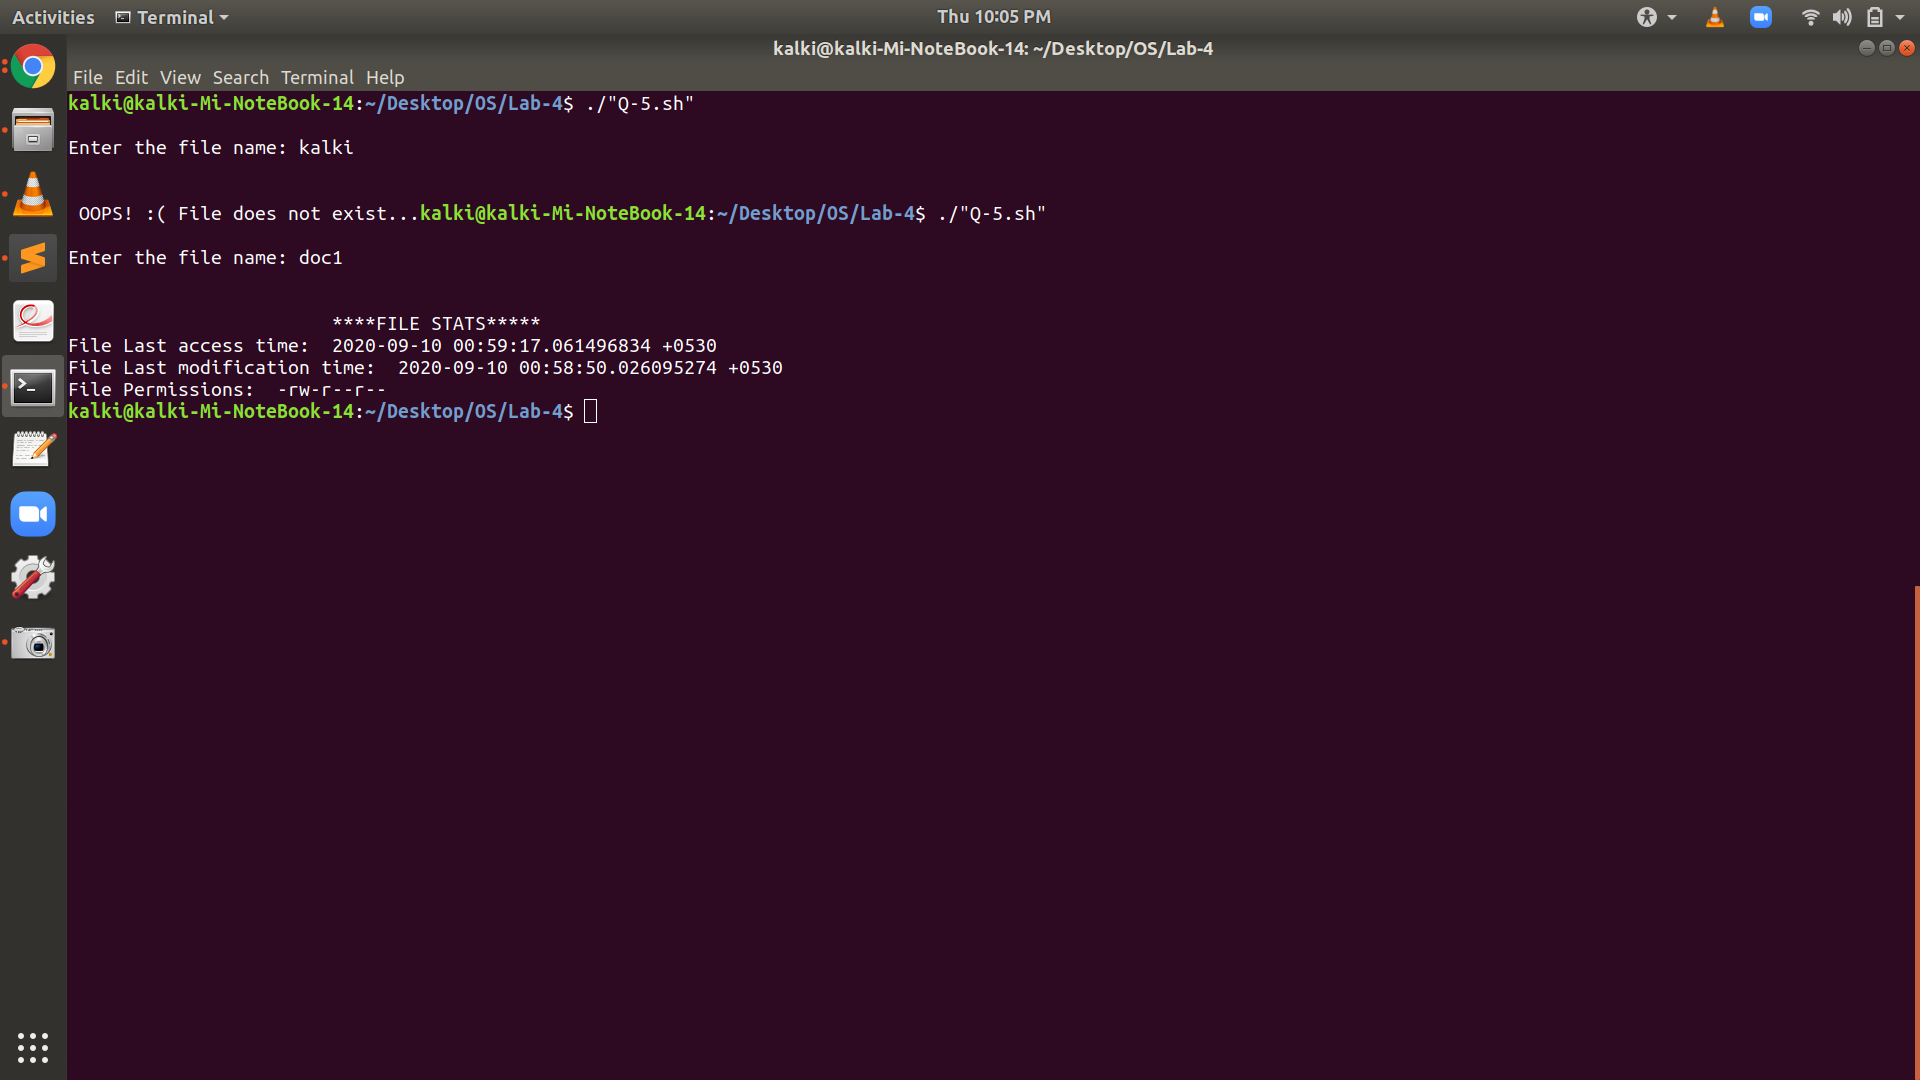 Activities Terminal Thu 10:05 PM
kalki@kalki-Mi-NoteBook-14: ~/Desktop/OS/Lab-4
File Edit View Search Terminal Help
kalki@kalki-Mi-NoteBook-14:~/Desktop/OS/Lab-4$ ./"Q-5.sh"
Enter the file name: kalki
OOPS! :( File does not exist...kalki@kalki-Mi-NoteBook-14:~/Desktop/OS/Lab-4$ ./"Q-5.sh"
Enter the file name: doc1
****FILE STATS*****
File Last access time:  2020-09-10 00:59:17.061496834 +0530
File Last modification time:  2020-09-10 00:58:50.026095274 +0530
File Permissions:  -rw-r--r--
kalki@kalki-Mi-NoteBook-14:~/Desktop/OS/Lab-4$